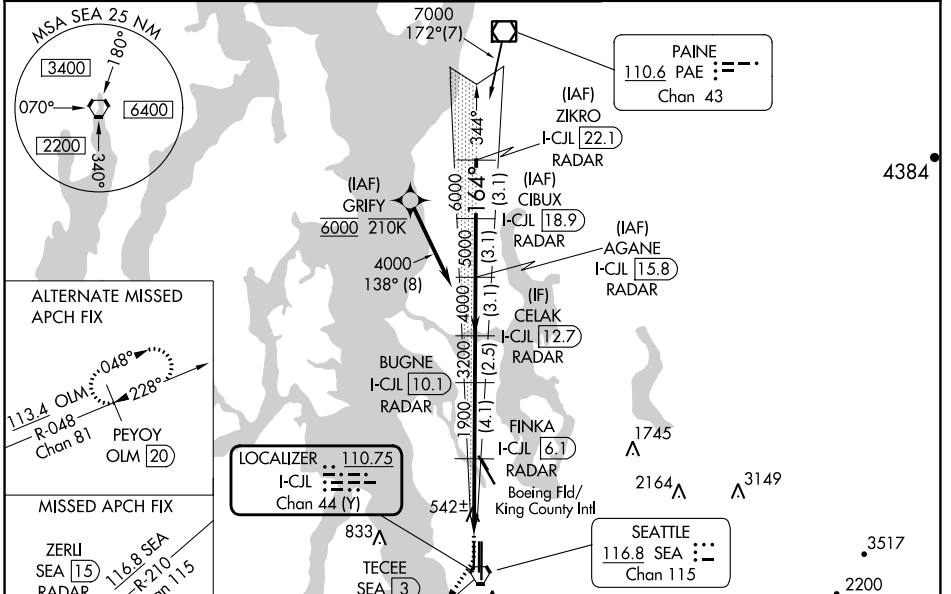 MSA SEA 25 NM
180°
3400
070°
6400
2200
340°
7000
172°(7)
PAINE
110.6 PAE
Chan 43
344°
(IAF)
ZIKRO
I-CJL 22.1
RADAR
4384
164°
6000
(3.1)
(IAF)
GRIFY
6000 210K
(IAF)
CIBUX
I-CJL 18.9
RADAR
5000
(3.1)
(IAF)
AGANE
I-CJL 15.8
RADAR
4000
138° (8)
4000
(3.1)
(IF)
CELAK
I-CJL 12.7
RADAR
3200
(2.5)
BUGNE
I-CJL 10.1
RADAR
1900
(4.1)
FINKA
I-CJL 6.1
RADAR
Boeing Fld/
King County Intl
1745
2164
3149
542±
833
3517
2200
ALTERNATE MISSED
APCH FIX
048°
228°
113.4 OLM
R-048
Chan 81
PEYOY
OLM 20
LOCALIZER 110.75
I-CJL
Chan 44 (Y)
MISSED APCH FIX
ZERLI
SEA 15
RADAR
116.8 SEA
R-210
an 115
TECEE
SEA 3
SEATTLE
116.8 SEA
Chan 115